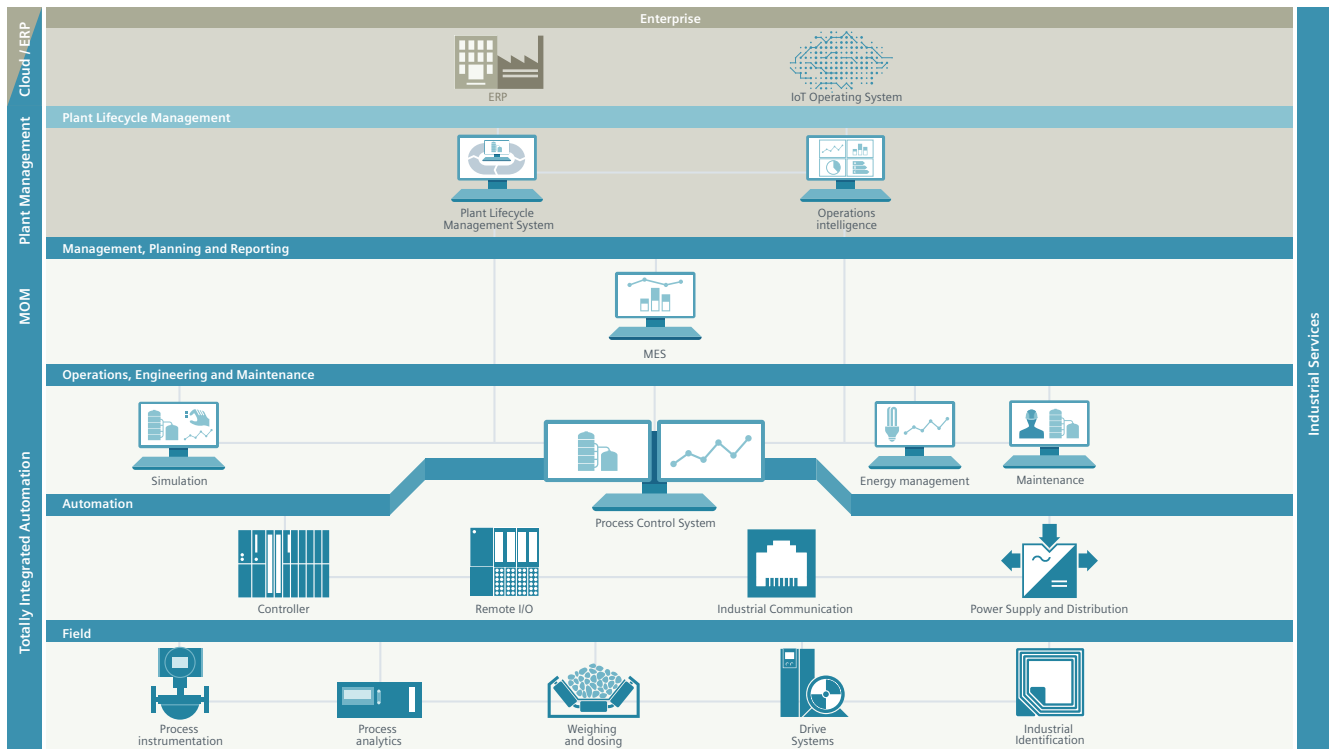 Cloud / ERP
Enterprise
ERP
IoT Operating System
Plant Management
Plant Lifecycle Management
Plant Lifecycle
Management System
Operations
intelligence
MOM
Management, Planning and Reporting
MES
Totally Integrated Automation
Operations, Engineering and Maintenance
Simulation
Process Control System
Energy management
Maintenance
Automation
Controller
Remote I/O
Industrial Communication
Power Supply and Distribution
Field
Process
instrumentation
Process
analytics
Weighing
and dosing
Drive
Systems
Industrial
Identification
Industrial Services